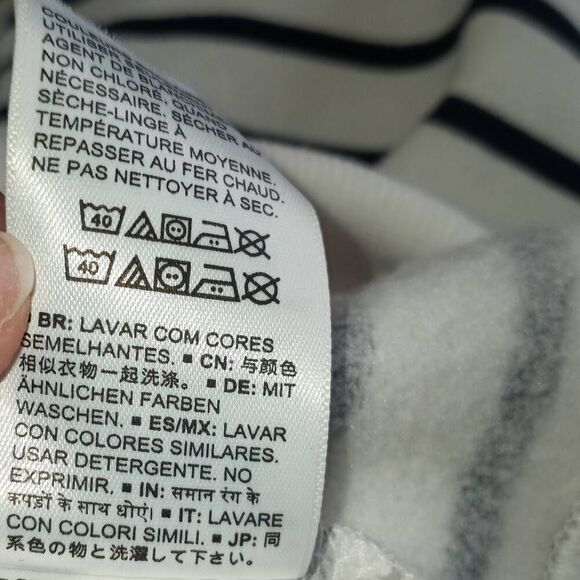 UTILISER
AGENT DE BLANC
NON CHLORÉ, QUAND
NÉCESSAIRE. SÉCHER AU
SÈCHE-LINGE À
TEMPÉRATURE MOYENNE.
REPASSER AU FER CHAUD.
NE PAS NETTOYER À SEC.
40
40
BR: LAVAR COM CORES
SEMELHANTES. ■ CN: 与颜色
相似衣物一起洗涤。 ■ DE: MIT
ÄHNLICHEN FARBEN
WASCHEN. ■ ES/MX: LAVAR
CON COLORES SIMILARES.
USAR DETERGENTE. NO
EXPRIMIR. ■ IN: समान रंग के
कपड़ों के साथ धोएं। ■ IT: LAVARE
CON COLORI SIMILI. ■ JP: 同
系色の物と洗濯して下さい。